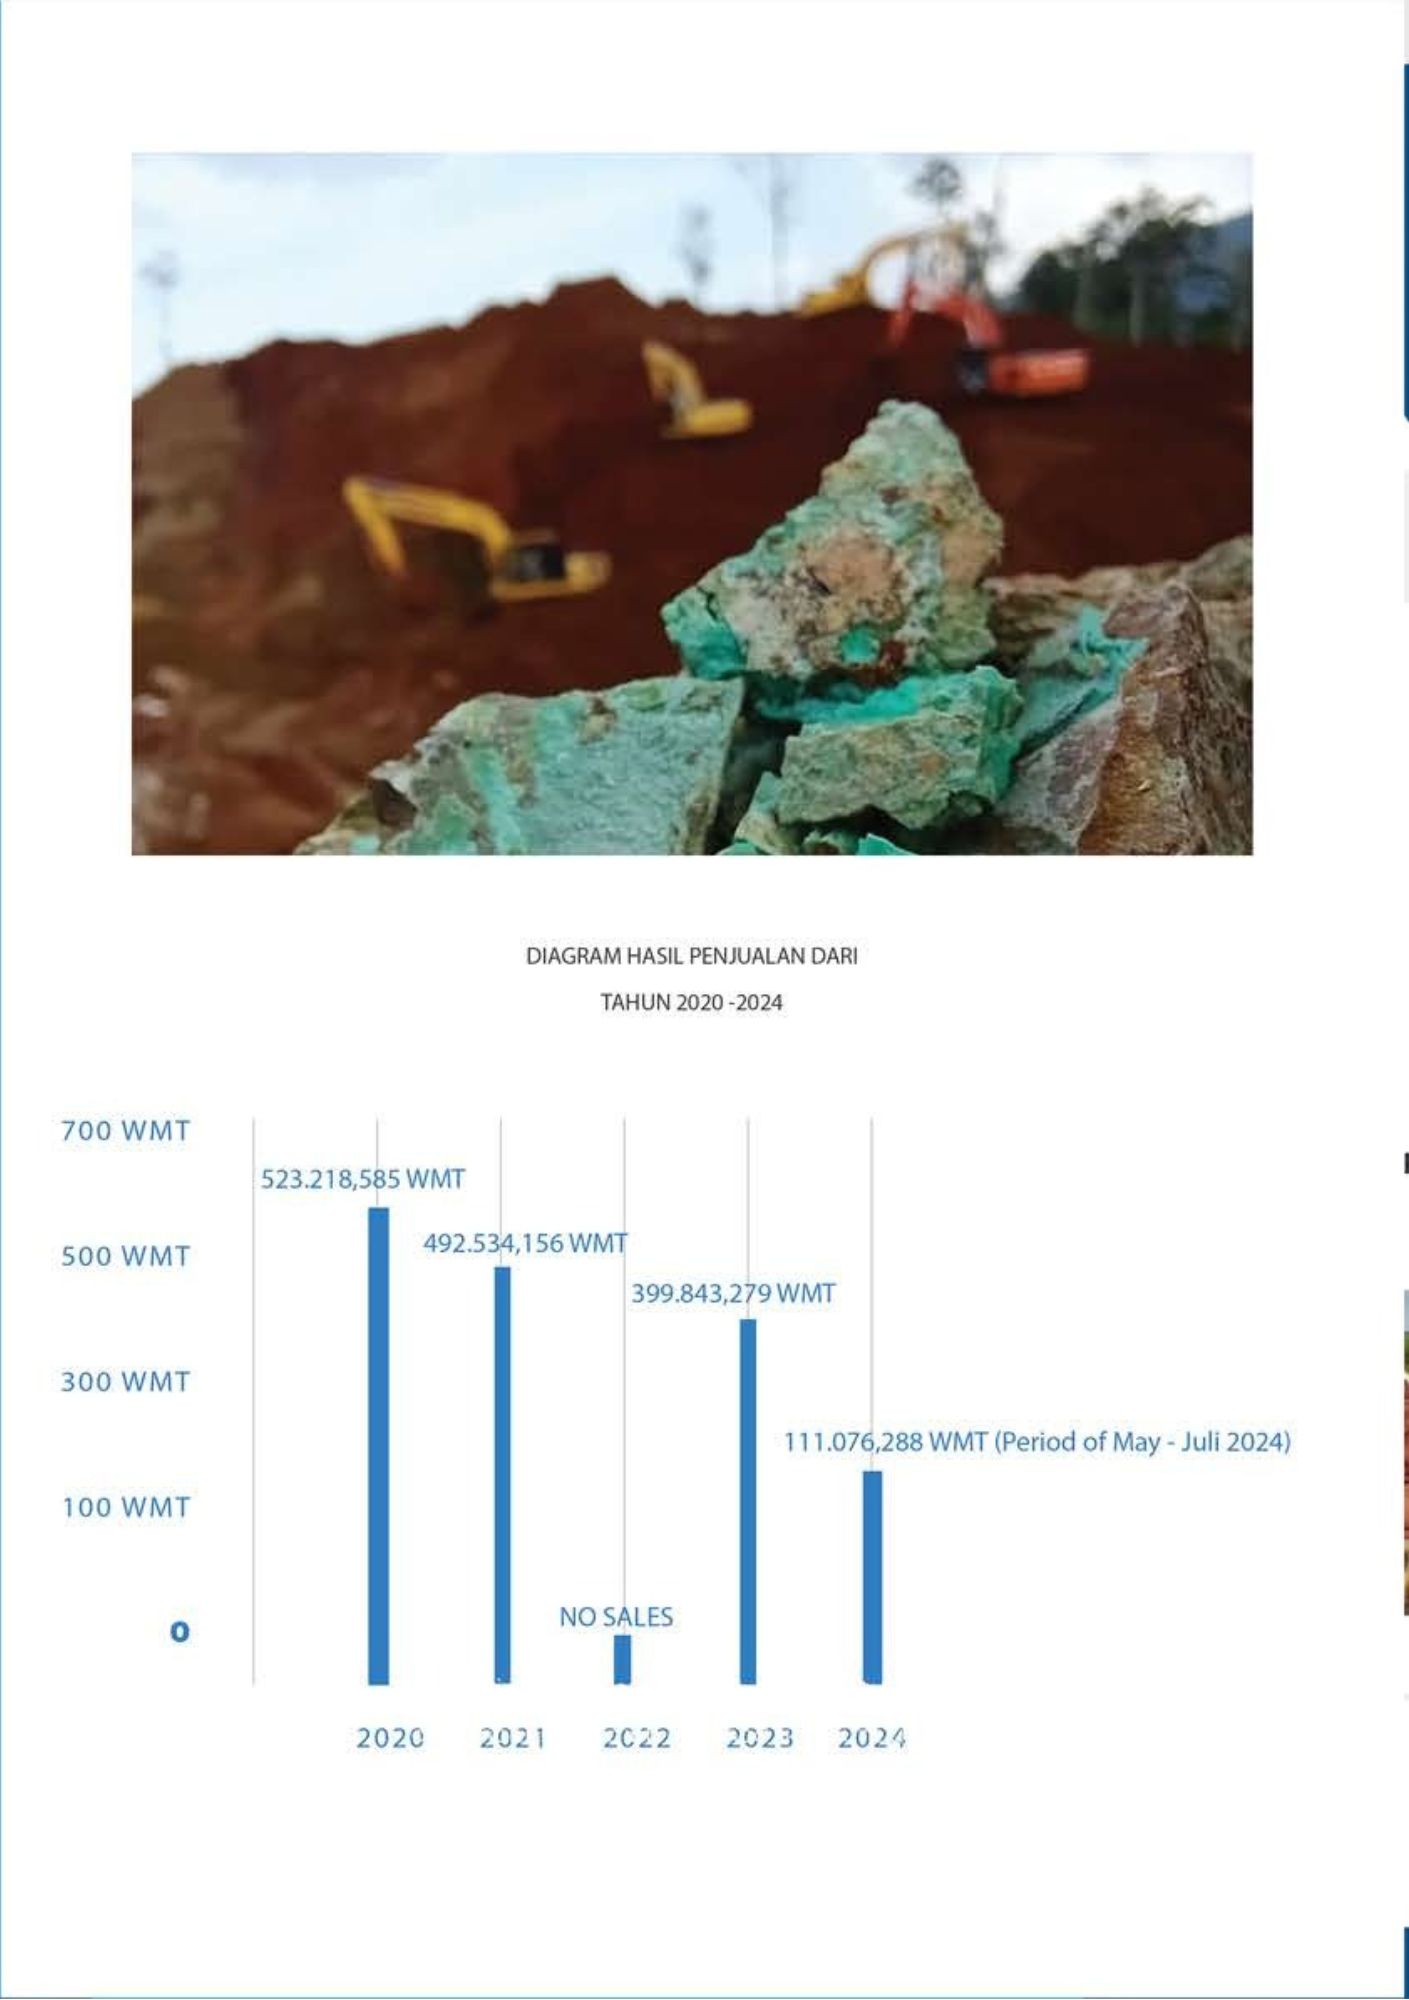 DIAGRAM HASIL PENJUALAN DARI
TAHUN 2020 -2024
700 WMT
523.218,585 WMT
492.534,156 WMT
500 WMT
399.843,279 WMT
300 WMT
111.076,288 WMT (Period of May - Juli 2024)
100 WMT
NO SALES
0
2020 2021 2022 2023 2024